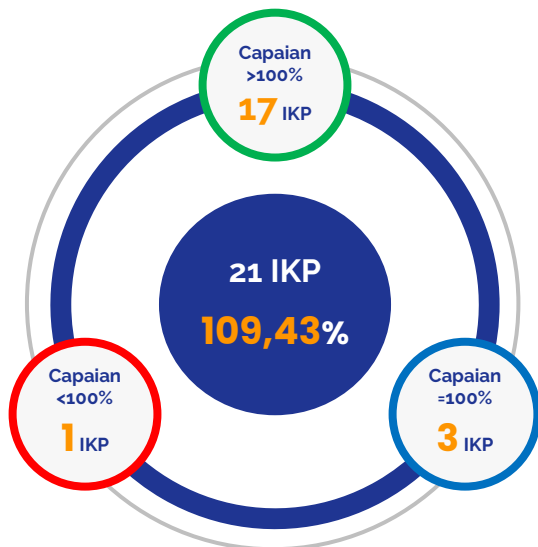 Capaian
>100%
17 IKP
21 IKP
109,43%
Capaian
<100%
1 IKP
Capaian
=100%
3 IKP